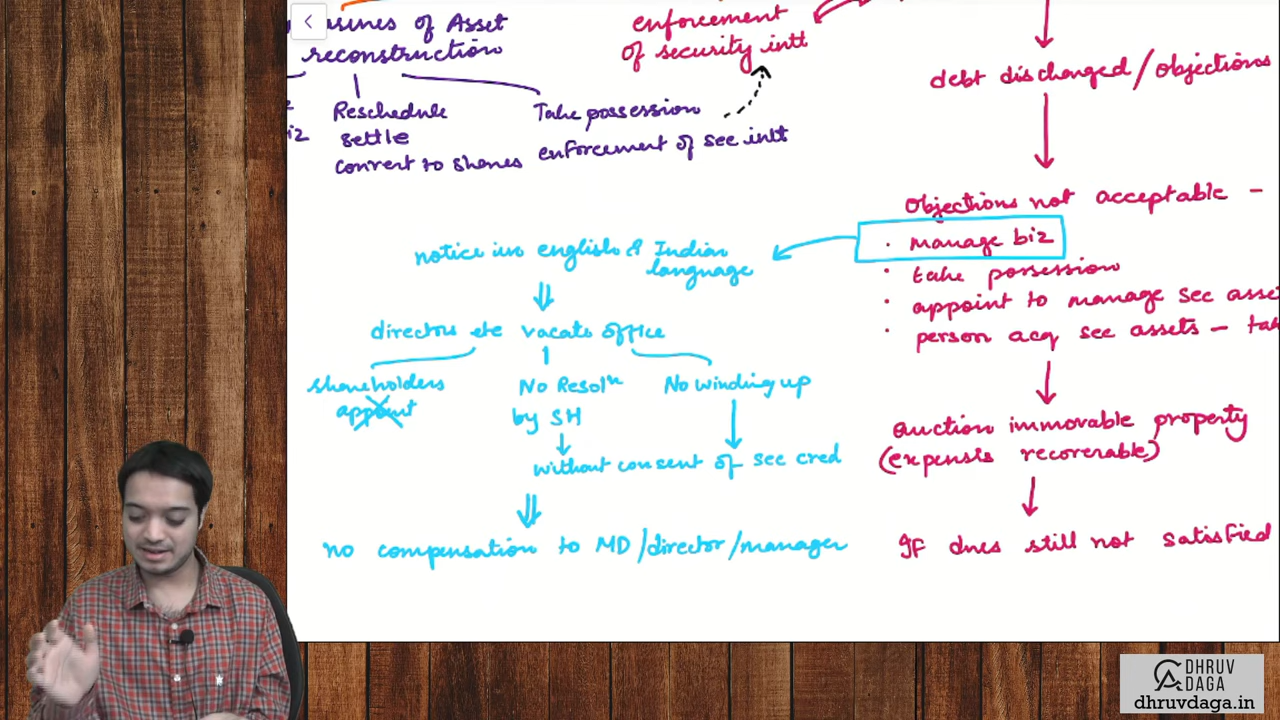 of Asset
reconstruction
Reschedule
settle
convert to shares
Take possession
enforcement of sec intt
enforcement
of security intt
debt discharged/objections
objections not acceptable -
• manage biz
• take possession
• appoint to manage sec
• person acq sec assets -
auction immovable property
(expenses recoverable)
If dues still not satisfied
notice in english & Indian
language
directors etc vacate office
shareholders
appoint
No Resolⁿ
by SH
No winding up
without consent of sec cred
no compensation to MD/director/manager
DHRUV
DAGA
dhruvdaga.in